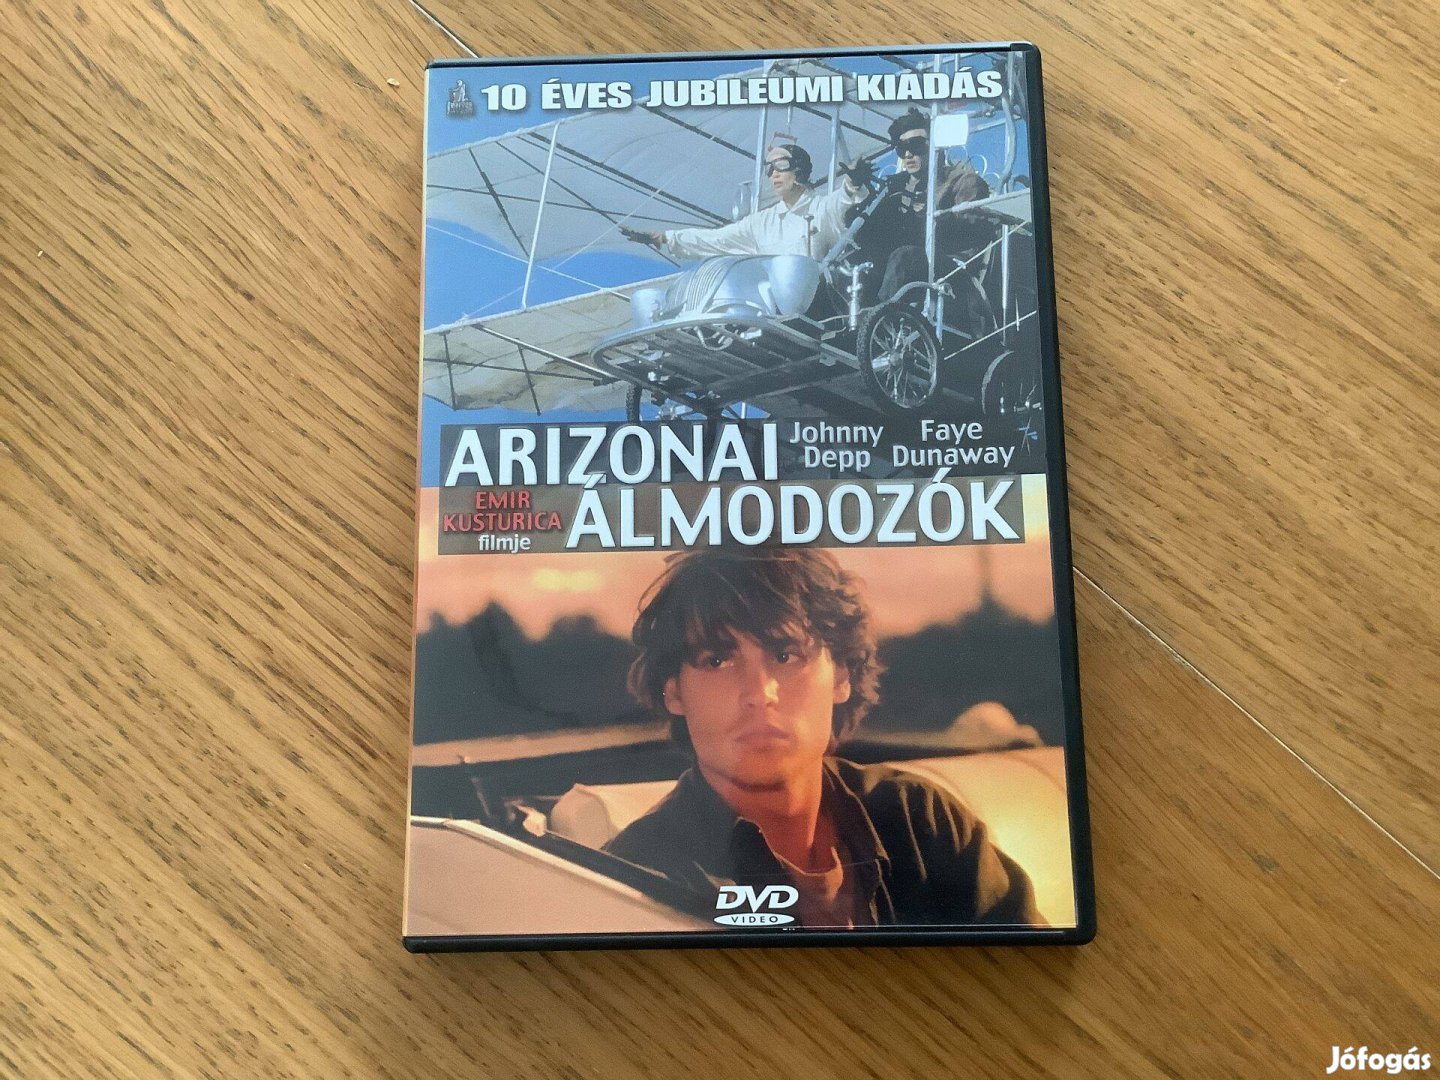 10 ÉVES JUBILEUMI KIADÁS
ARIZONAI
Johnny Depp
Faye Dunaway
EMIR KUSTURICA filmje
ÁLMODOZÓK
DVD
VIDEO
Jófogás